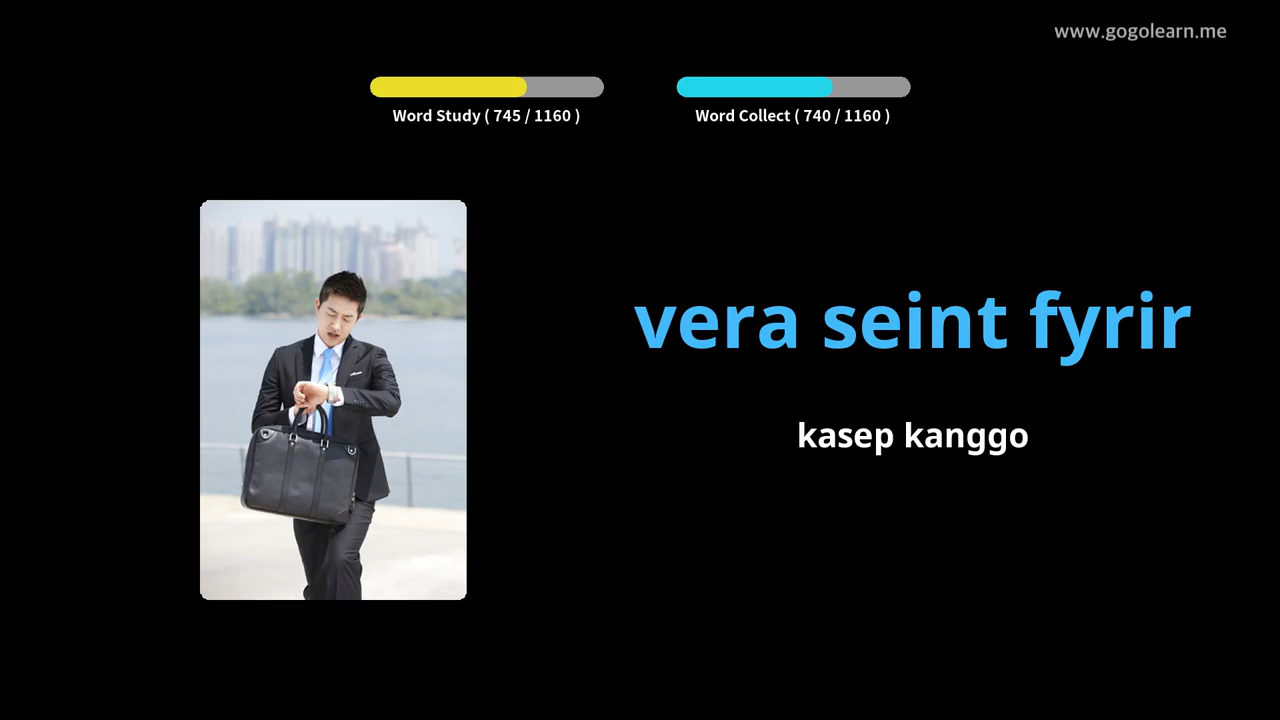 www.gogolearn.me
Word Study ( 745 / 1160 )
Word Collect ( 740 / 1160 )
vera seint fyrir
kasep kanggo